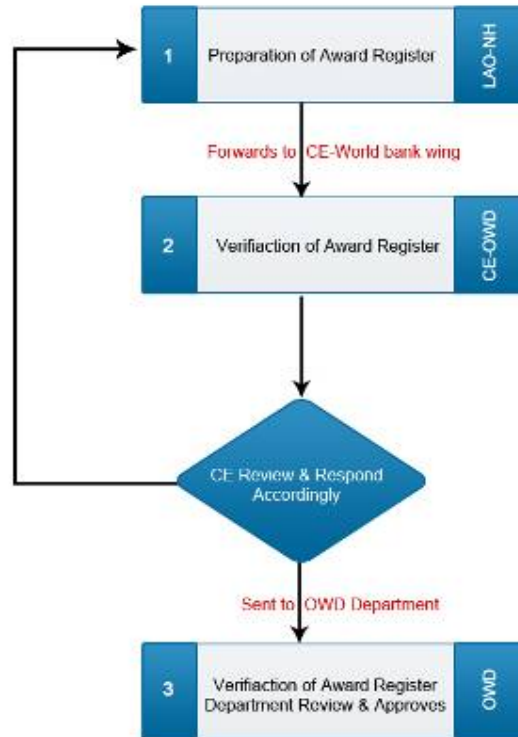 1
Preparation of Award Register
LAO-NH
Forwards to CE-World bank wing
2
Verifiaction of Award Register
CE-OWD
CE Review & Respond
Accordingly
Sent to OWD Department
3
Verifiaction of Award Register
Department Review & Approves
OWD